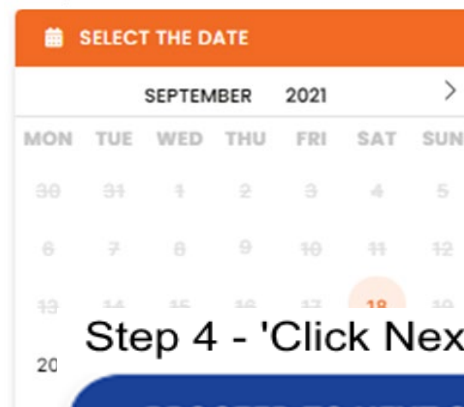 SELECT THE DATE
SEPTEMBER 2021
MON TUE WED THU FRI SAT SUN
30 31 1 2 3 4 5
6 7 8 9 10 11 12
13 14 15 16 17 18 19
Step 4 - 'Click Nex
20